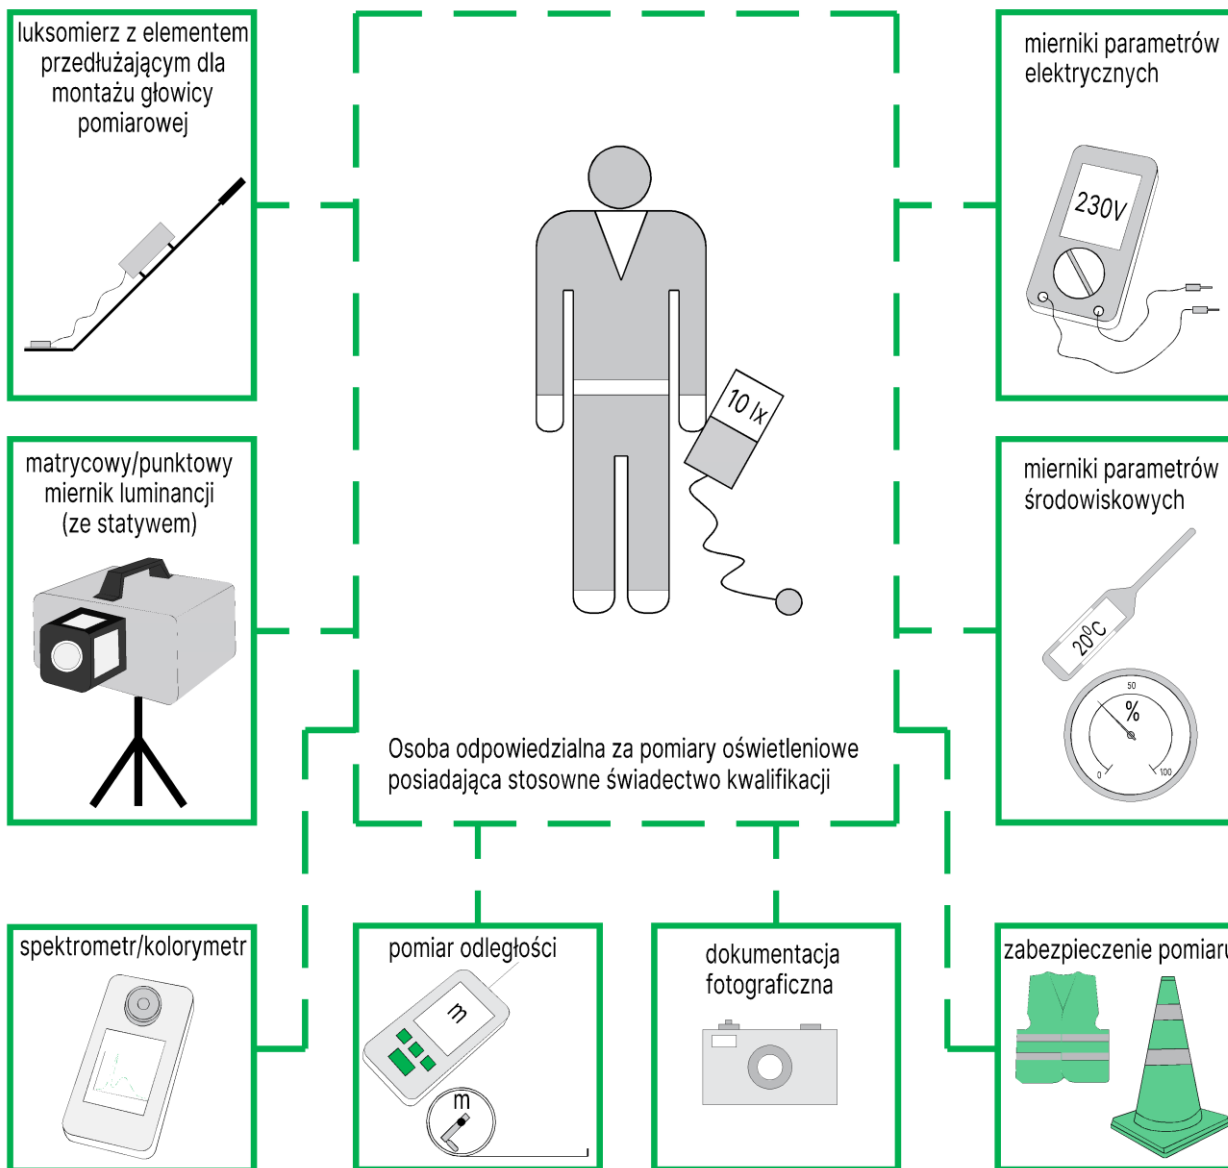 luksomierz z elementem
przedłużającym dla
montażu głowicy
pomiarowej
mierniki parametrów
elektrycznych
230V
10 lx
matrycowy/punktowy
miernik luminancji
(ze statywem)
mierniki parametrów
środowiskowych
20⁰C
50
%
0
100
Osoba odpowiedzialna za pomiary oświetleniowe
posiadająca stosowne świadectwo kwalifikacji
spektrometr/kolorymetr
pomiar odległości
m
m
dokumentacja
fotograficzna
zabezpieczenie pomiaru